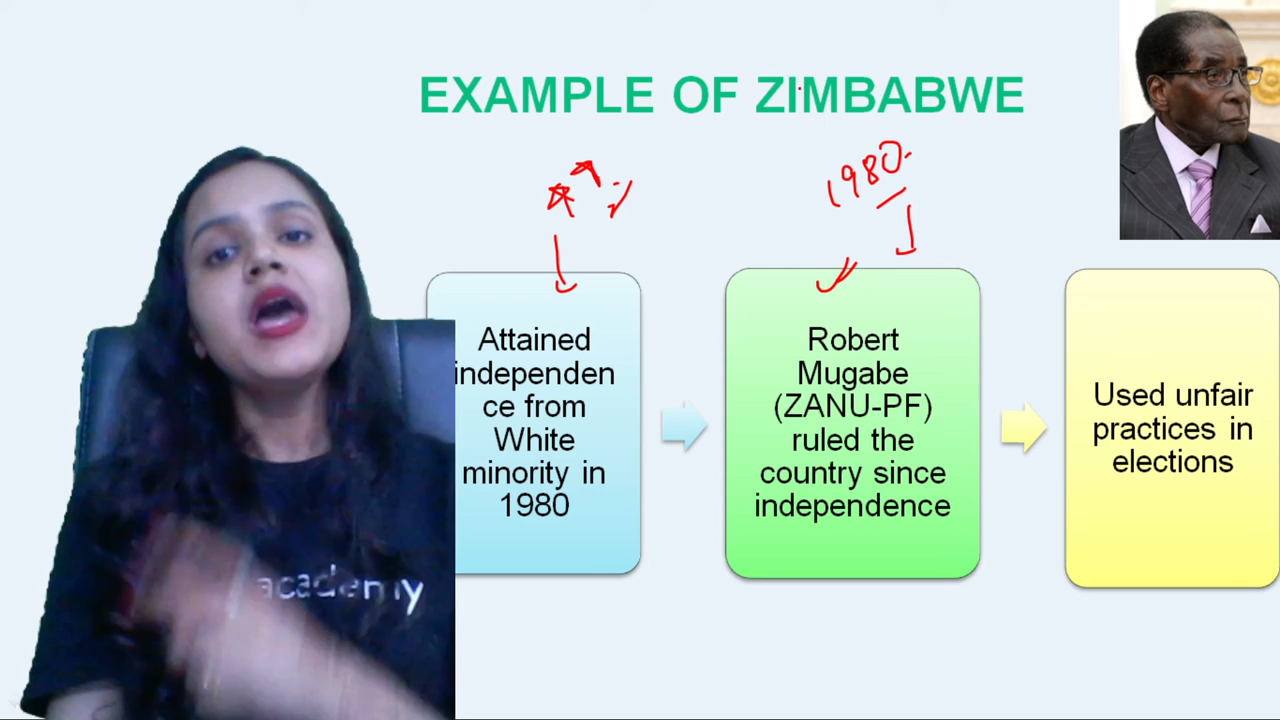 EXAMPLE OF ZIMBABWE
1980
Attained
independen
ce from
White
minority in
1980
Robert
Mugabe
(ZANU-PF)
ruled the
country since
independence
Used unfair
practices in
elections
academy